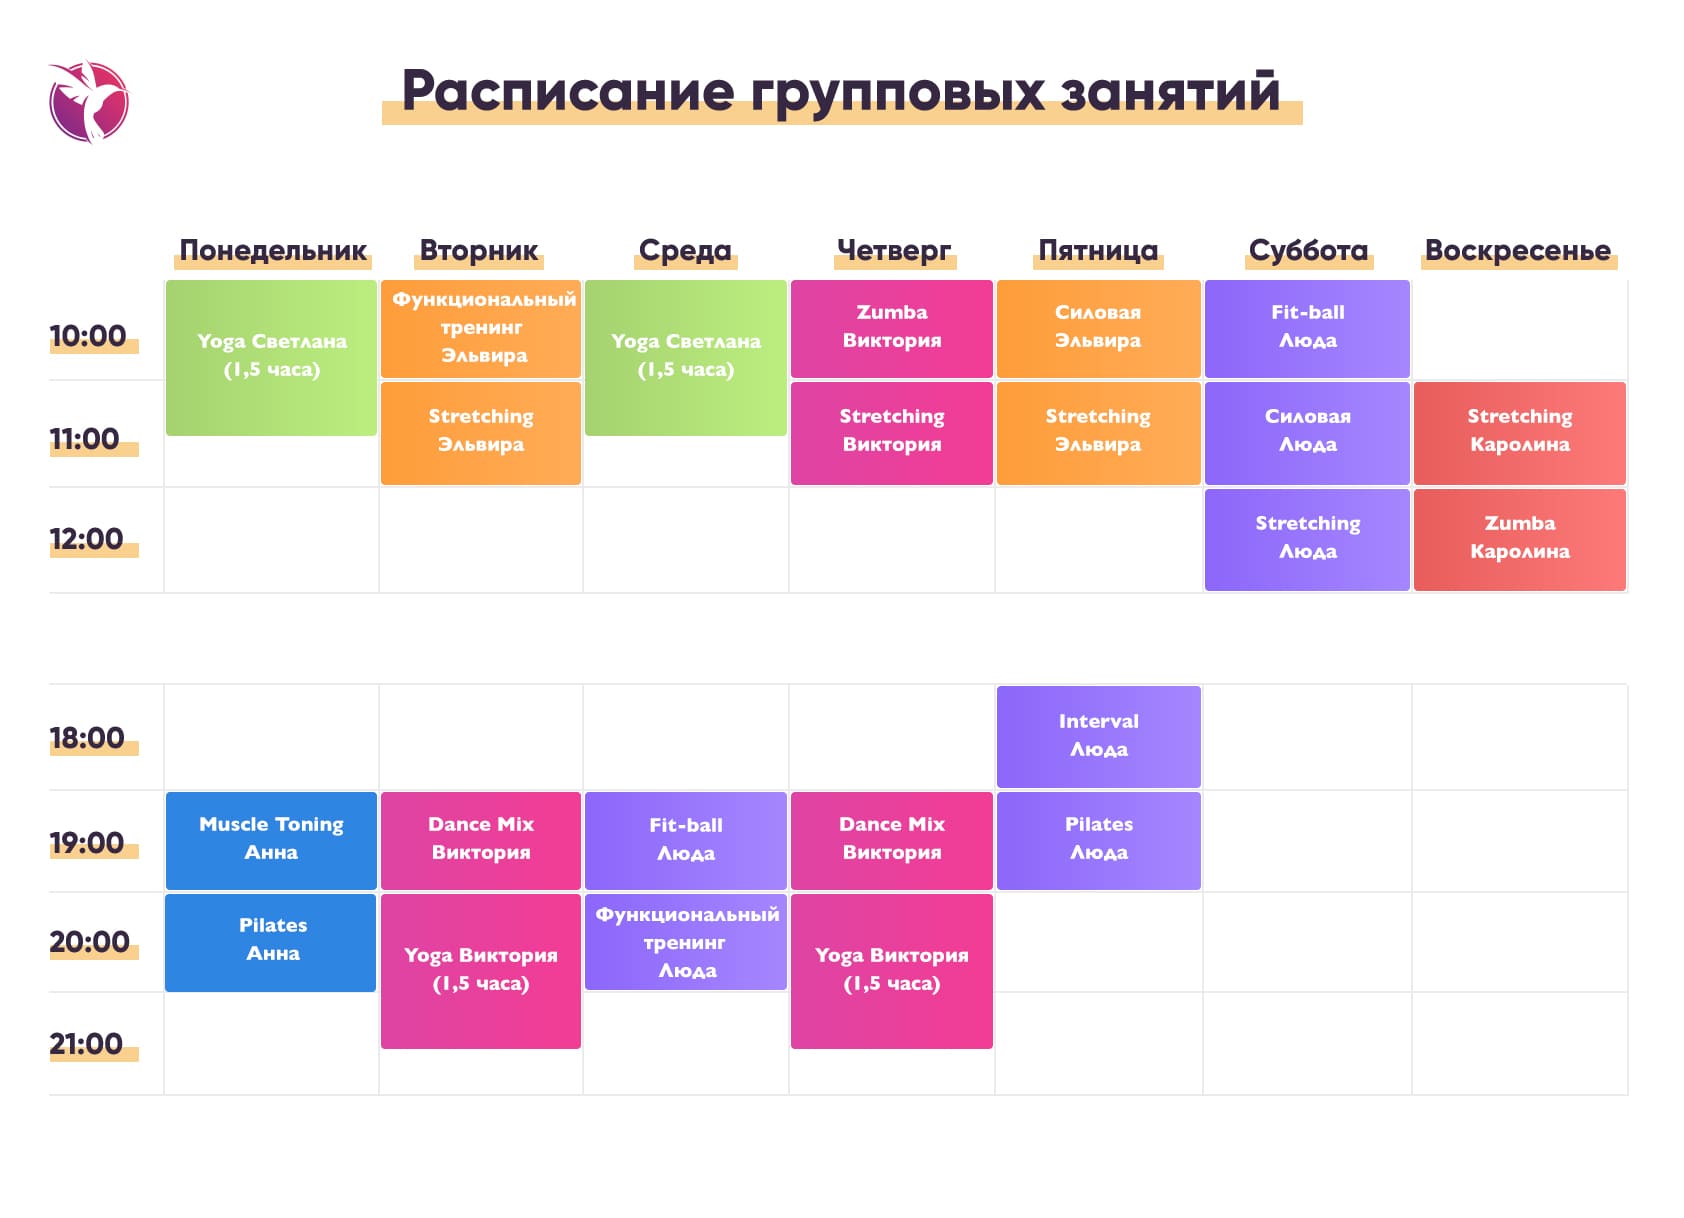 Расписание групповых занятий
Понедельник
Вторник
Среда
Четверг
Пятница
Суббота
Воскресенье
10:00
Yoga Светлана
(1,5 часа)
Функциональный
тренинг
Эльвира
Yoga Светлана
(1,5 часа)
Zumba
Виктория
Силовая
Эльвира
Fit-ball
Люда
11:00
Stretching
Эльвира
Stretching
Виктория
Stretching
Эльвира
Силовая
Люда
Stretching
Каролина
12:00
Stretching
Люда
Zumba
Каролина
18:00
Interval
Люда
19:00
Muscle Toning
Анна
Dance Mix
Виктория
Fit-ball
Люда
Dance Mix
Виктория
Pilates
Люда
20:00
Pilates
Анна
Yoga Виктория
(1,5 часа)
Функциональный
тренинг
Люда
Yoga Виктория
(1,5 часа)
21:00